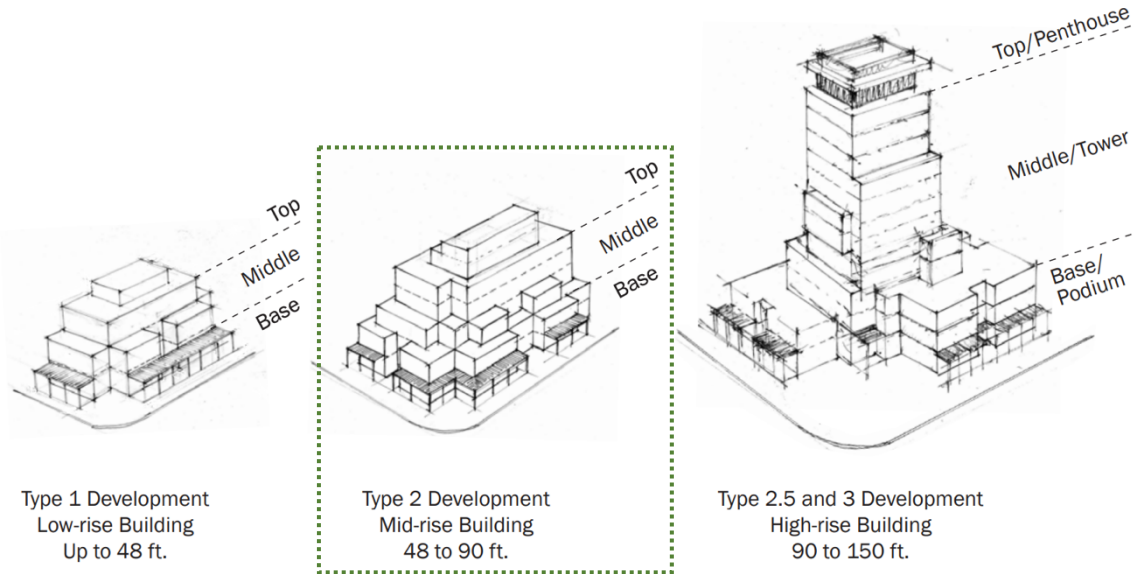 Top
Middle
Base
Type 1 Development
Low-rise Building
Up to 48 ft.
Top
Middle
Base
Type 2 Development
Mid-rise Building
48 to 90 ft.
Top/Penthouse
Middle/Tower
Base/
Podium
Type 2.5 and 3 Development
High-rise Building
90 to 150 ft.